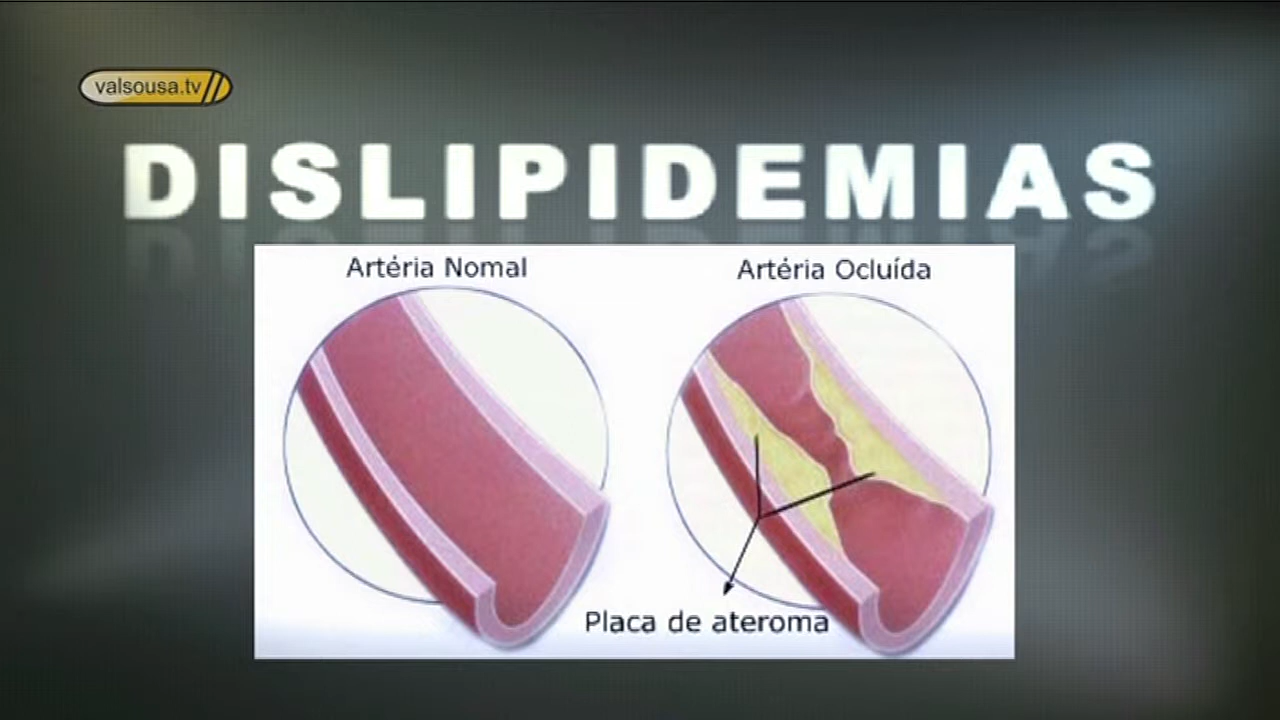 valsousa.tv
DISLIPIDEMIAS
Artéria Nomal
Artéria Ocluída
Placa de ateroma